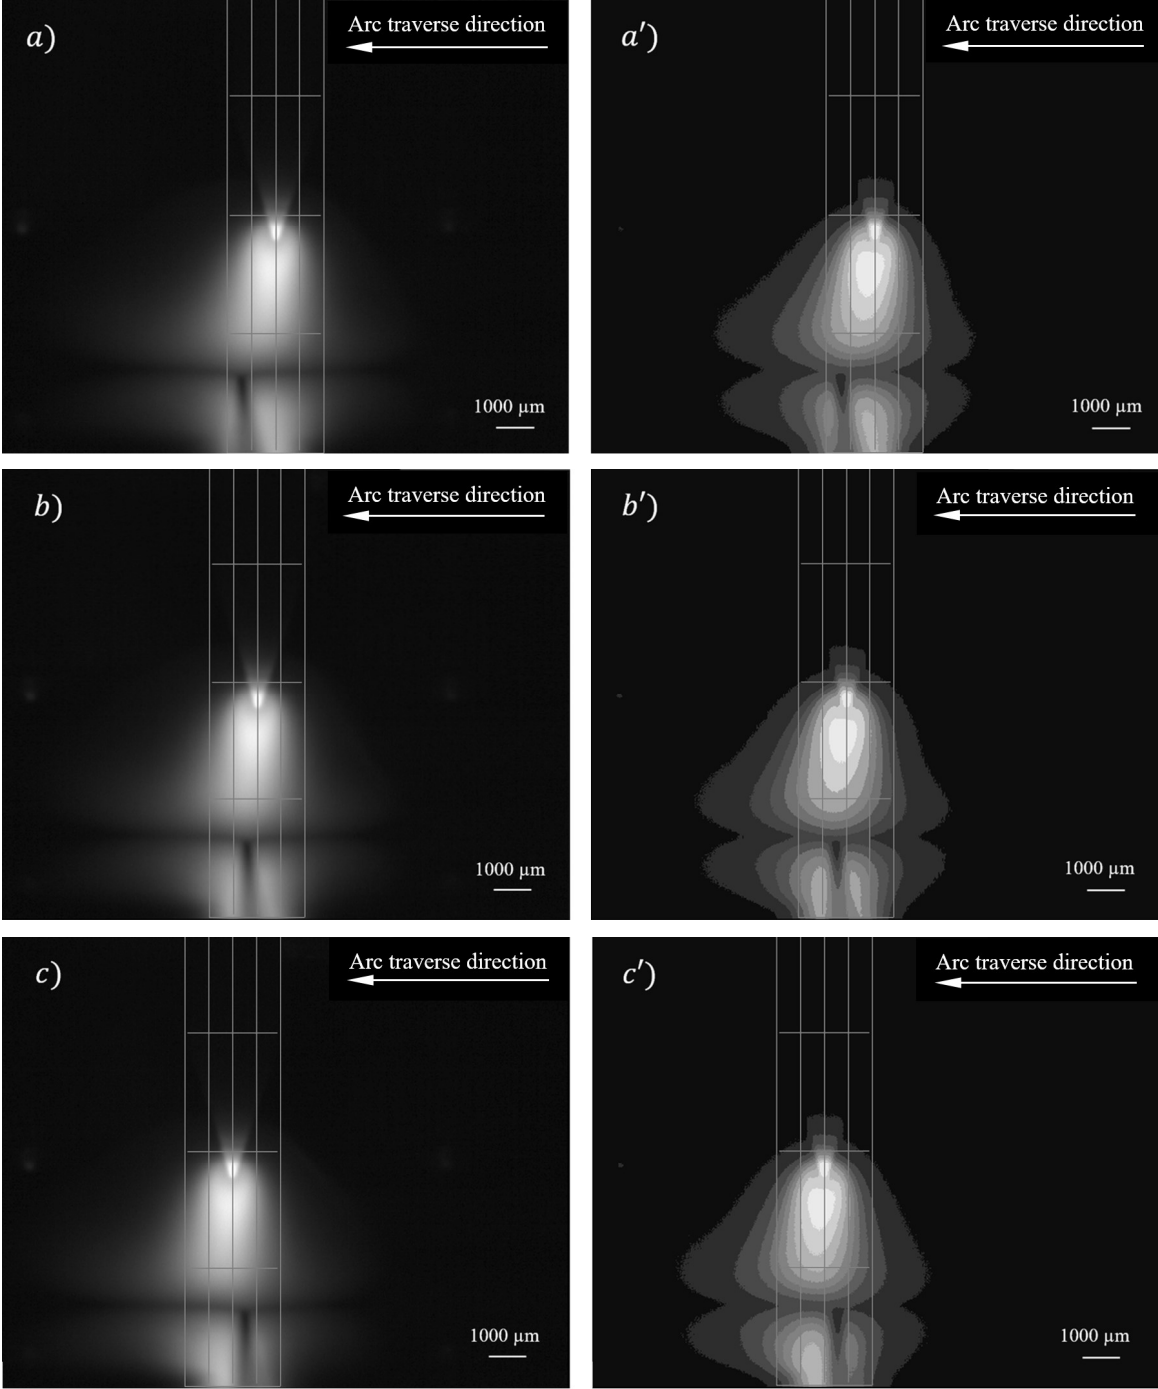 a)
Arc traverse direction
1000 µm
a′)
Arc traverse direction
1000 µm
b)
Arc traverse direction
1000 µm
b′)
Arc traverse direction
1000 µm
c)
Arc traverse direction
1000 µm
c′)
Arc traverse direction
1000 µm